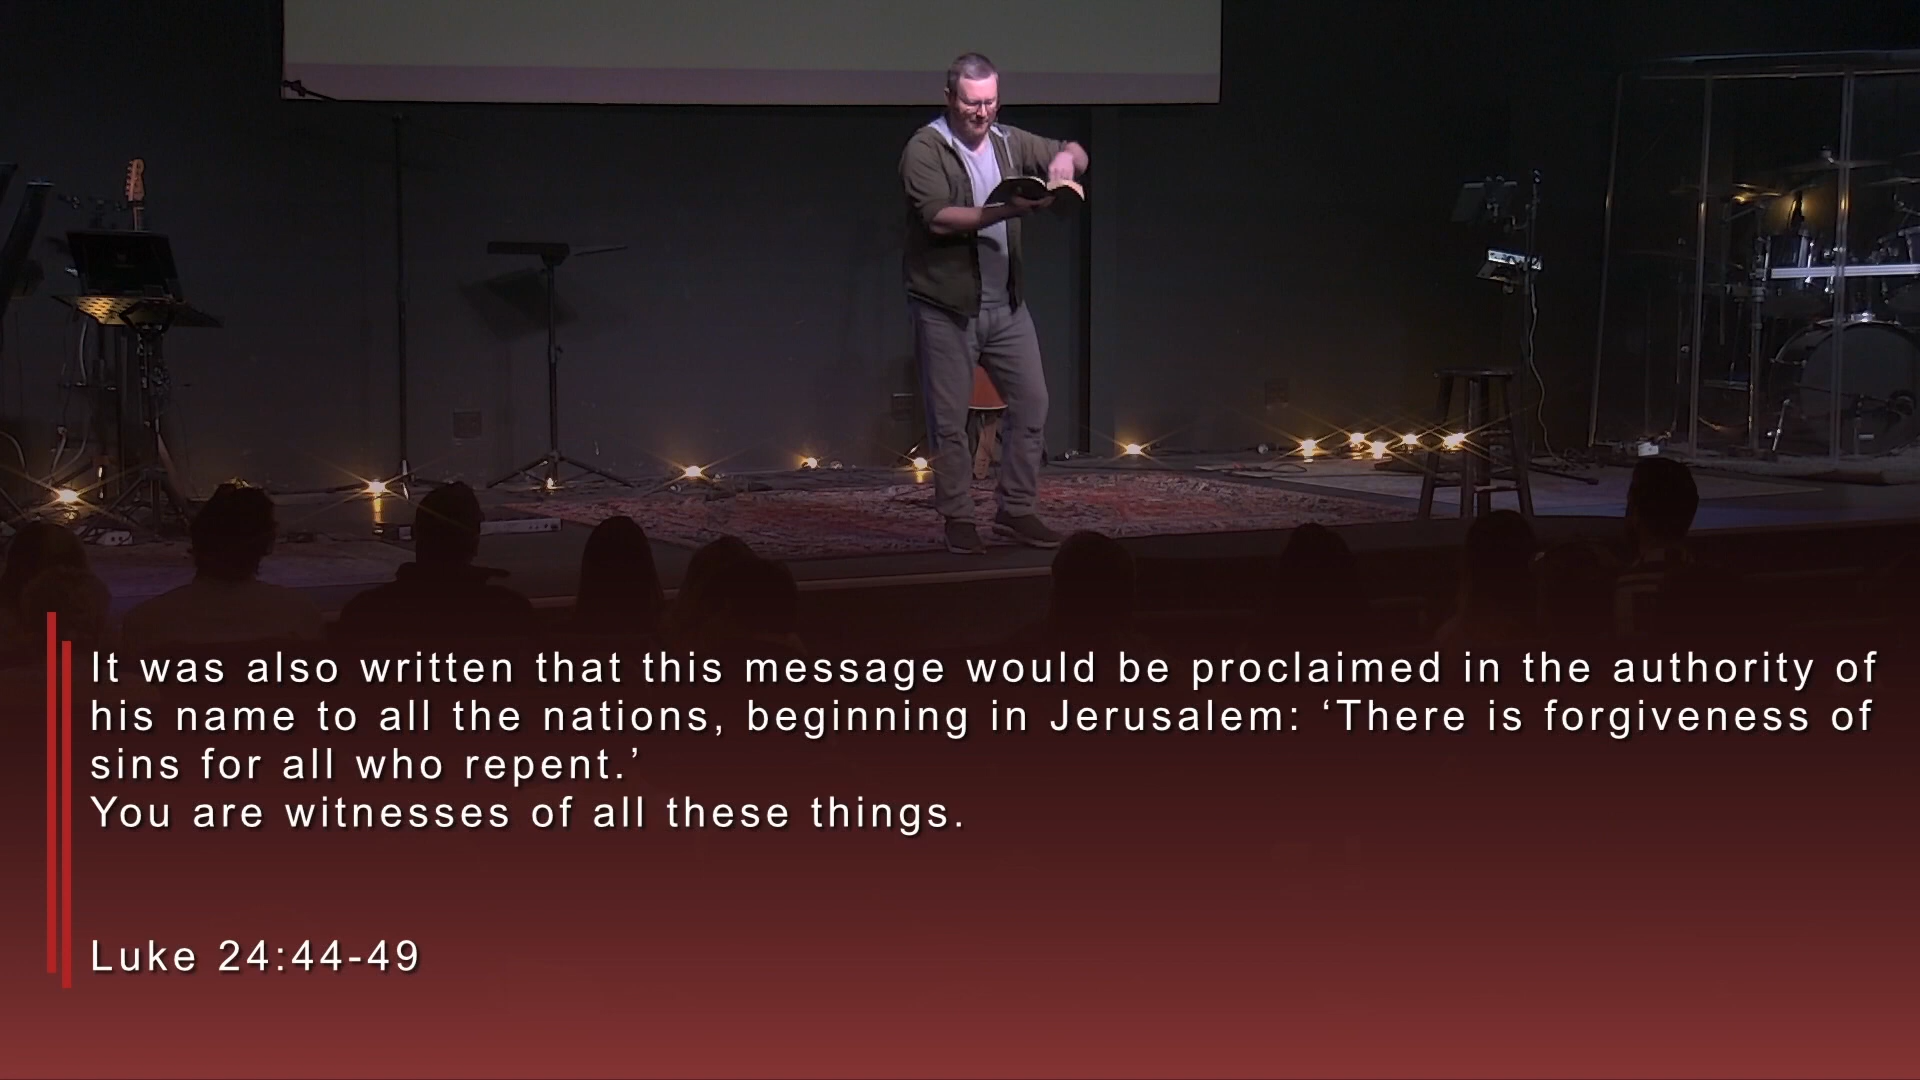 It was also written that this message would be proclaimed in the authority of
his name to all the nations, beginning in Jerusalem: ‘There is forgiveness of
sins for all who repent.’
You are witnesses of all these things.
Luke 24:44-49